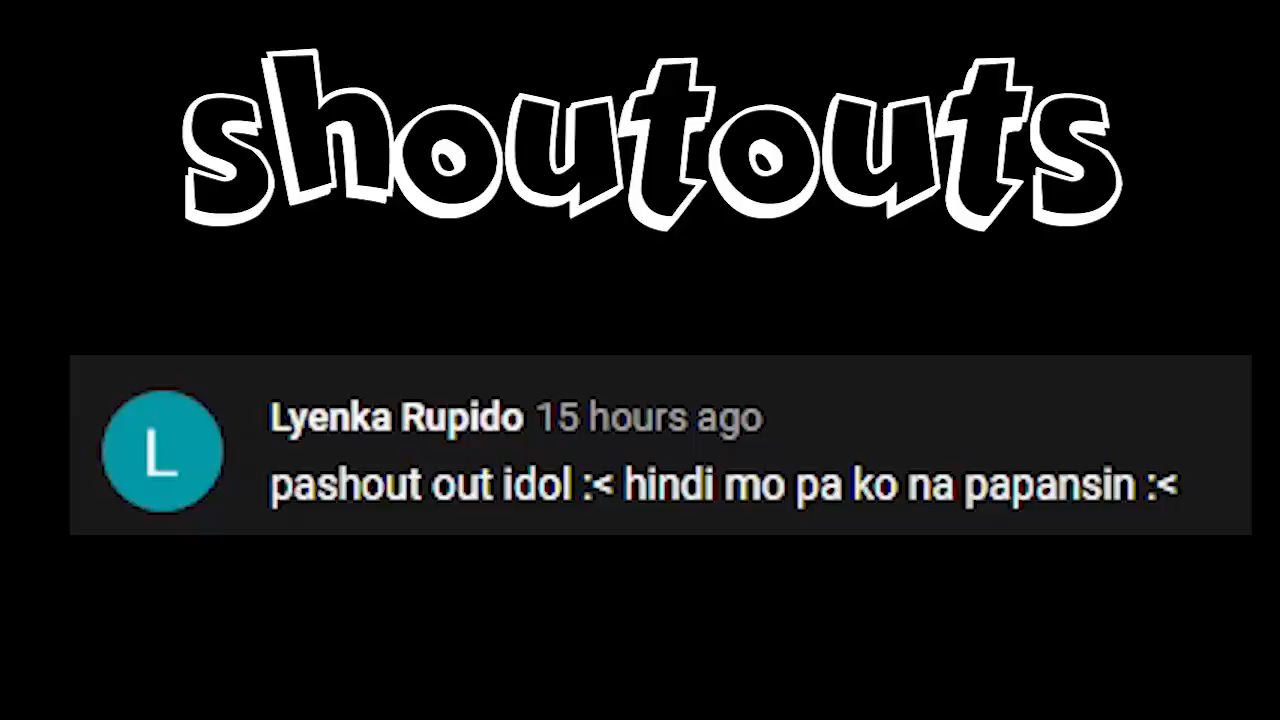 shoutouts
L
Lyenka Rupido 15 hours ago
pashout out idol :< hindi mo pa ko na papansin :<